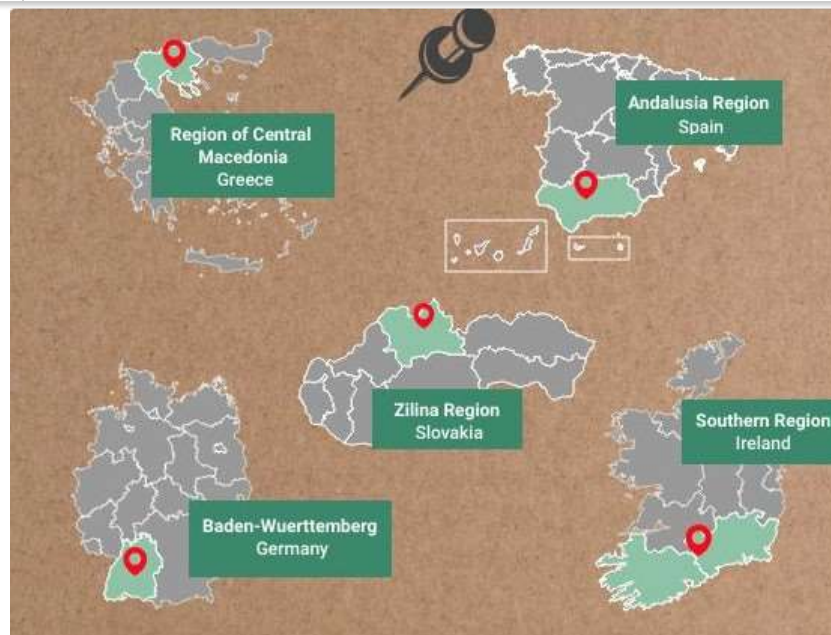 Region of Central
Macedonia
Greece
Andalusia Region
Spain
Zilina Region
Slovakia
Southern Region
Ireland
Baden-Wuerttemberg
Germany